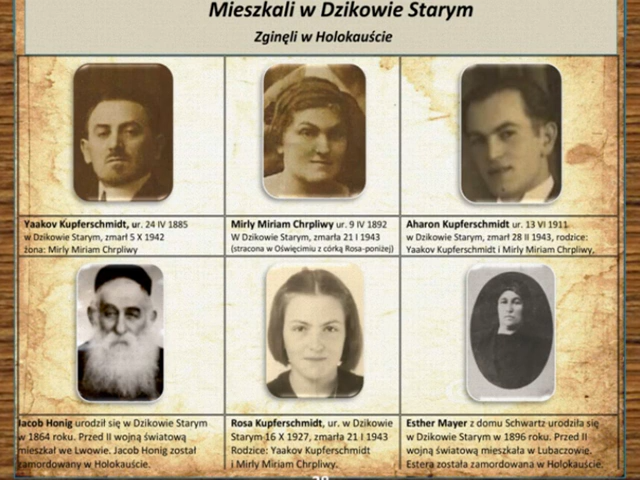 Mieszkali w Dzikowie Starym
Zginęli w Holokauście
Yaakov Kupferschmidt, ur. 24 IV 1885
w Dzikowie Starym, zmarł 5 X 1942
żona: Mirly Miriam Chrpliwy
Mirly Miriam Chrpliwy ur. 9 IV 1892
W Dzikowie Starym, zmarła 21 I 1943
(stracona w Oświęcimiu z córką Rosa-poniżej)
Aharon Kupferschmidt ur. 13 VI 1911
w Dzikowie Starym, zmarł 28 II 1943, rodzice:
Yaakov Kupferschmidt i Mirly Miriam Chrpliwy,
Jacob Honig urodził się w Dzikowie Starym
w 1864 roku. Przed II wojną światową
mieszkał we Lwowie. Jacob Honig został
zamordowany w Holokauście.
Rosa Kupferschmidt, ur. w Dzikowie
Starym 16 X 1927, zmarła 21 I 1943
Rodzice: Yaakov Kupferschmidt
i Mirly Miriam Chrpliwy.
Esther Mayer z domu Schwartz urodziła się
w Dzikowie Starym w 1896 roku. Przed II
wojną światową mieszkała w Lubaczowie.
Estera została zamordowana w Holokauście.